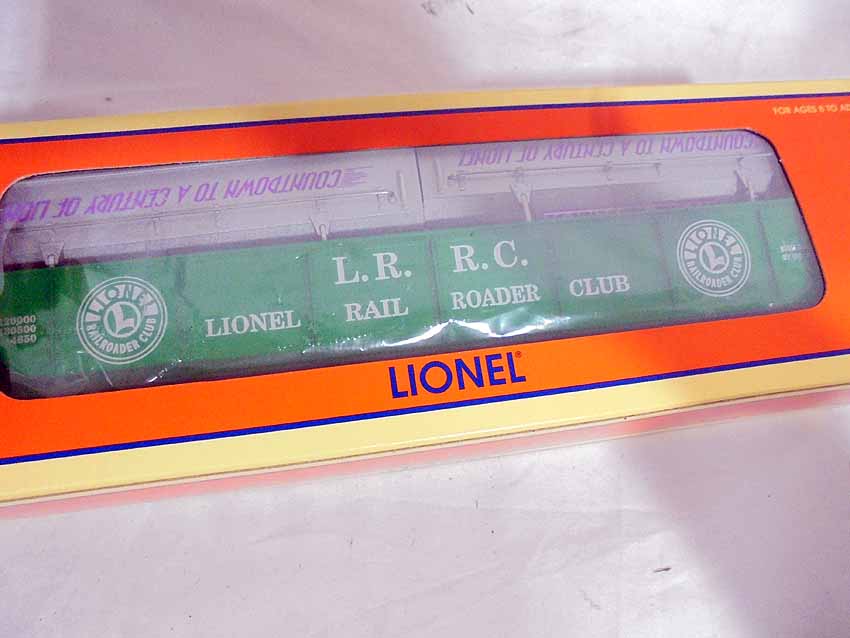 FOR AGES 8 TO AD
COUNTDOWN TO A CENTURY OF LIONEL
COUNTDOWN TO A CENTURY OF LIONEL
L.R. R.C.
LIONEL RAIL ROADER CLUB
LIONEL
L
RAILROADER CLUB
LIONEL
L
RAILROADER CLUB
LIONEL®